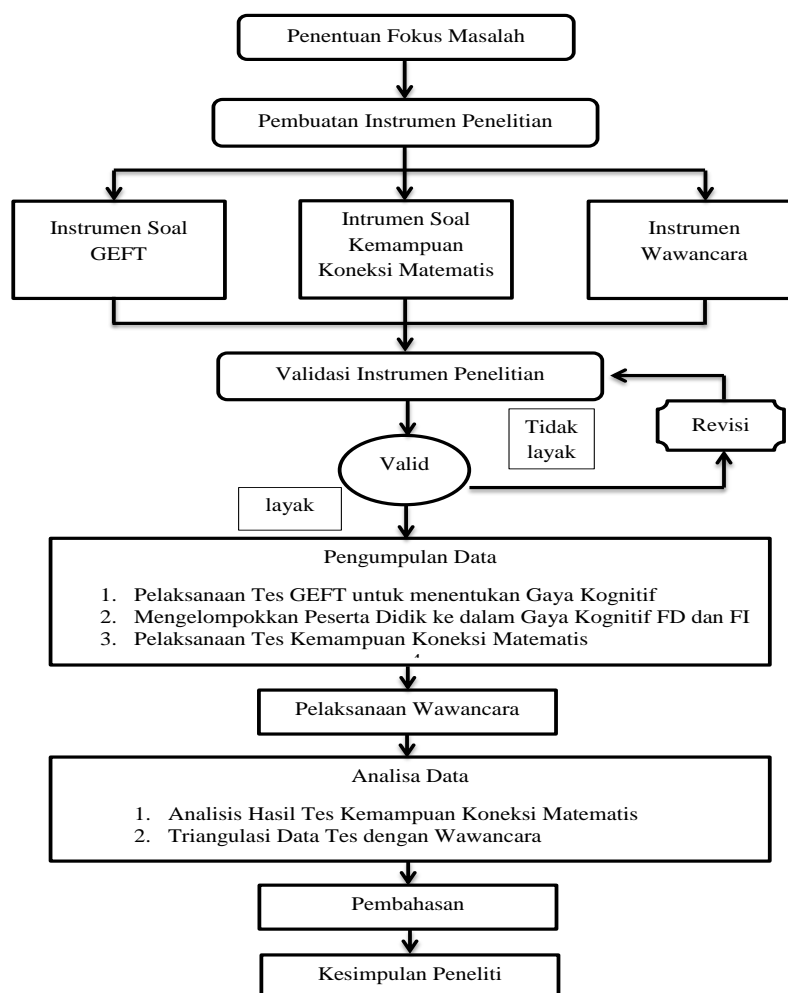 Penentuan Fokus Masalah
Pembuatan Instrumen Penelitian
Instrumen Soal
GEFT
Intrumen Soal
Kemampuan
Koneksi Matematis
Instrumen
Wawancara
Validasi Instrumen Penelitian
Tidak
layak
Revisi
Valid
layak
Pengumpulan Data
1. Pelaksanaan Tes GEFT untuk menentukan Gaya Kognitif
2. Mengelompokkan Peserta Didik ke dalam Gaya Kognitif FD dan FI
3. Pelaksanaan Tes Kemampuan Koneksi Matematis
Pelaksanaan Wawancara
Analisa Data
1. Analisis Hasil Tes Kemampuan Koneksi Matematis
2. Triangulasi Data Tes dengan Wawancara
Pembahasan
Kesimpulan Peneliti